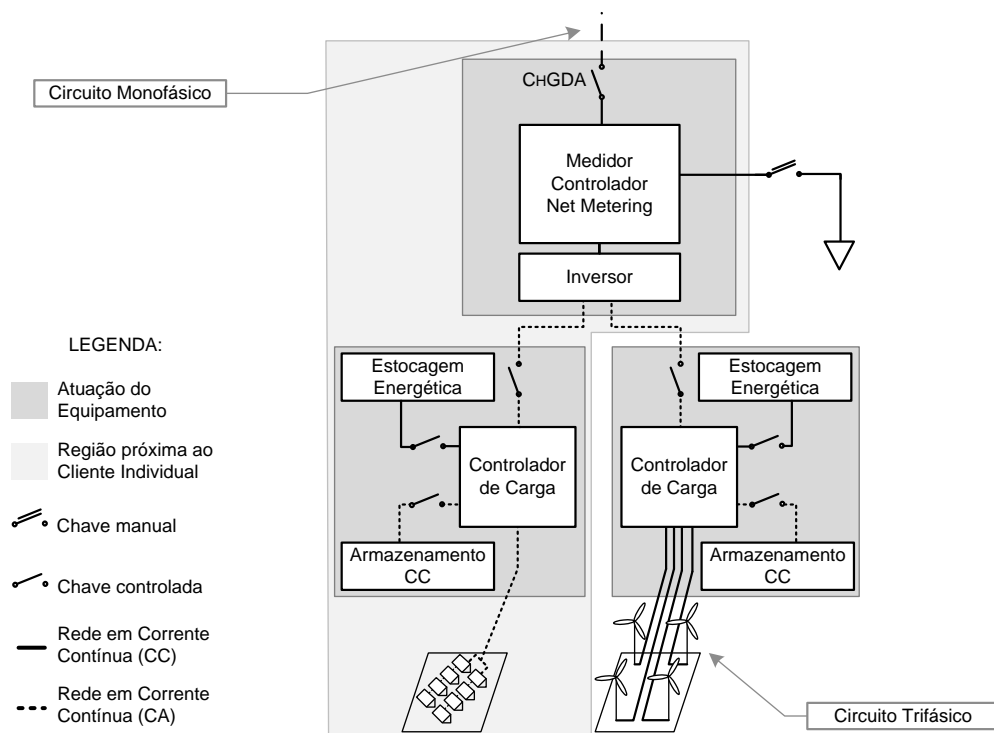 Circuito Monofásico
CHGDA
Medidor
Controlador
Net Metering
Inversor
LEGENDA:
Atuação do
Equipamento
Região próxima ao
Cliente Individual
Chave manual
Chave controlada
Rede em Corrente
Contínua (CC)
Rede em Corrente
Contínua (CA)
Estocagem
Energética
Controlador
de Carga
Armazenamento
CC
Estocagem
Energética
Controlador
de Carga
Armazenamento
CC
Circuito Trifásico